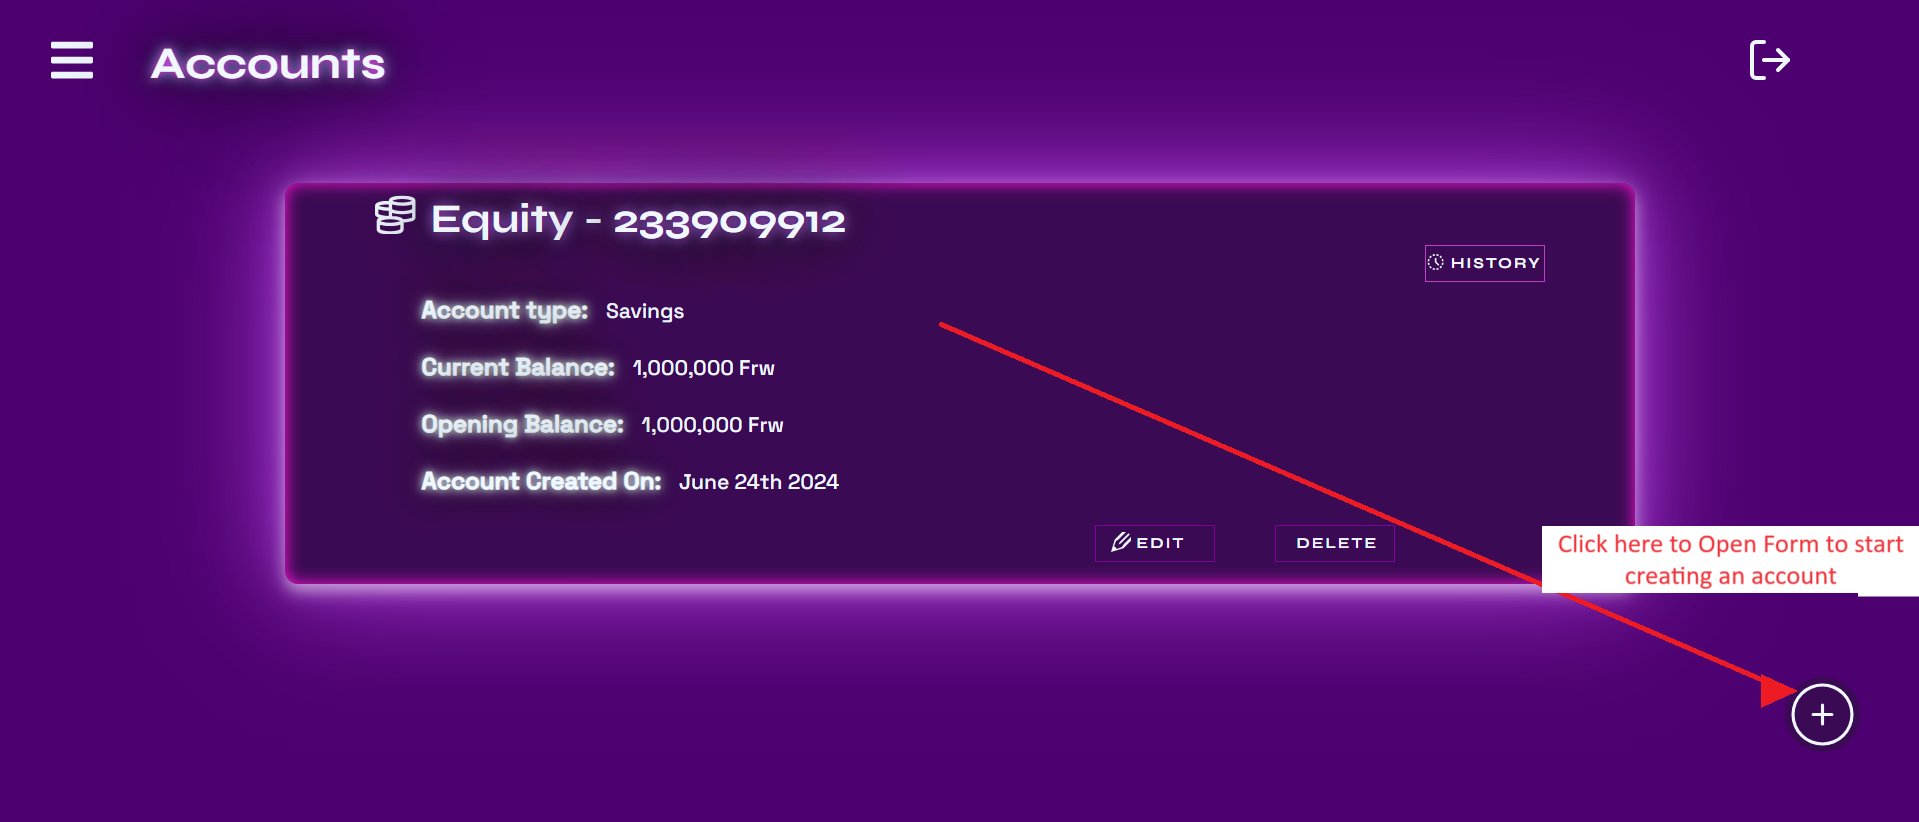 Accounts
Equity - 233909912
HISTORY
Account type: Savings
Current Balance: 1,000,000 Frw
Opening Balance: 1,000,000 Frw
Account Created On: June 24th 2024
EDIT
DELETE
Click here to Open Form to start
creating an account